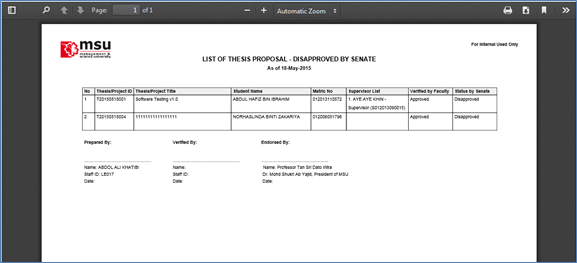 Page: 1 of 1
Automatic Zoom
msu
management &
science university
For Internal Used Only
LIST OF THESIS PROPOSAL - DISAPPROVED BY SENATE
As of 18-May-2015
No Thesis/Project ID Thesis/Project Title Student Name Matric No Supervisor List Verified by Faculty Status by Senate
1 T20150515001 Software Testing v1.0 ABDUL HAFIZ BIN IBRAHIM 012013110572 1. AYE AYE KHIN - Approved Disapproved
Supervisor (S012013090015)
2 T20150518004 11111111111111111 NORHASLINDA BINTI ZAKARIYA 012006051796 Approved Disapproved
Prepared By: Verified By: Endorsed By:
Name: ABDOL ALI KHATIBI Name: Name: Professor Tan Sri Dato Wira
Staff ID: LE017 Staff ID: Dr. Mohd Shukri Ab Yajid, President of MSU
Date: Date: Date: